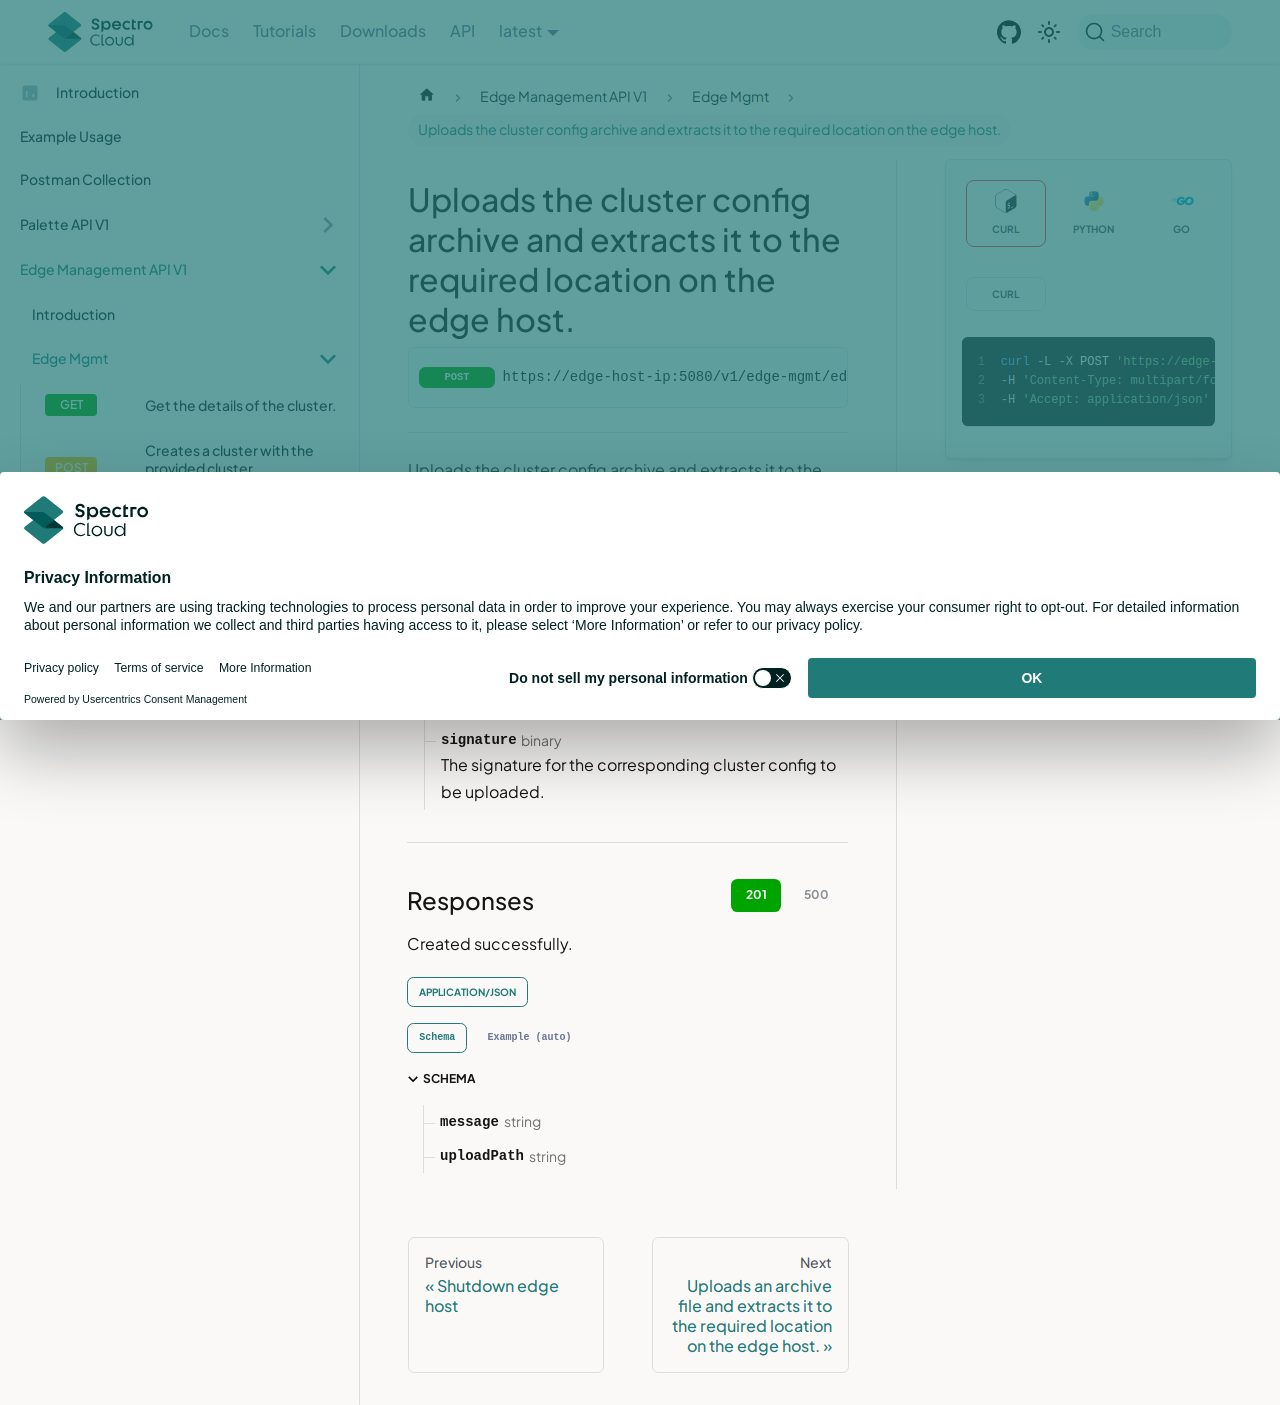 Spectro
Cloud
Docs
Tutorials
Downloads
API
latest
Search
Introduction
Example Usage
Postman Collection
Palette API V1
Edge Management API V1
Introduction
Edge Mgmt
GET
Get the details of the cluster.
POST
Creates a cluster with the
provided cluster
Edge Management API V1
Edge Mgmt
Uploads the cluster config archive and extracts it to the required location on the edge host.
Uploads the cluster config
archive and extracts it to the
required location on the
edge host.
POST
https://edge-host-ip:5080/v1/edge-mgmt/ed
Uploads the cluster config archive and extracts it to the
CURL
PYTHON
GO
CURL
1 curl -L -X POST 'https://edge-
2 -H 'Content-Type: multipart/fo
3 -H 'Accept: application/json'
Spectro
Cloud
Privacy Information
We and our partners are using tracking technologies to process personal data in order to improve your experience. You may always exercise your consumer right to opt-out. For detailed information
about personal information we collect and third parties having access to it, please select ‘More Information’ or refer to our privacy policy.
Privacy policy
Terms of service
More Information
Powered by Usercentrics Consent Management
Do not sell my personal information
OK
signature binary
The signature for the corresponding cluster config to
be uploaded.
Responses
201
500
Created successfully.
APPLICATION/JSON
Schema
Example (auto)
SCHEMA
message string
uploadPath string
Previous
« Shutdown edge
host
Next
Uploads an archive
file and extracts it to
the required location
on the edge host. »